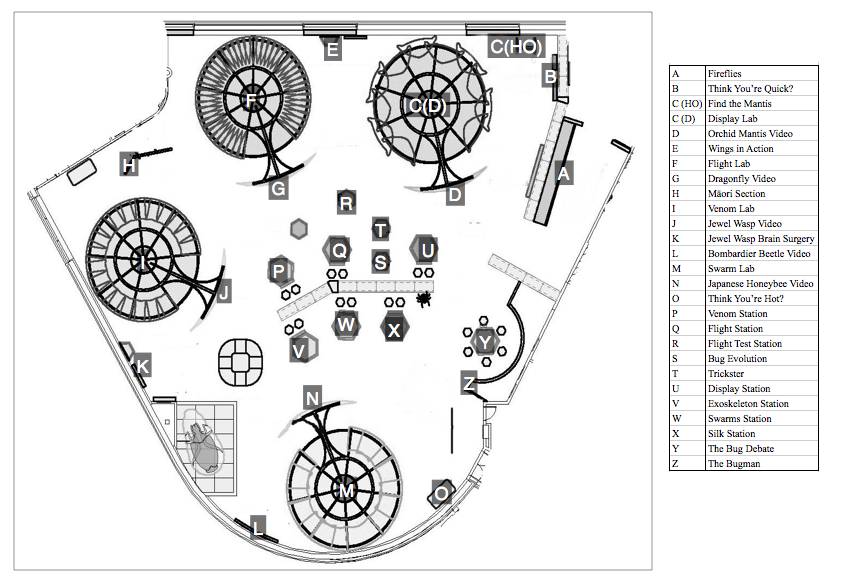 E
C(HO)
B
F
C(D)
A
H
G
D
R
T
Q
U
I
S
P
J
W
X
Y
V
K
Z
N
M
O
L
A Fireflies
B Think You're Quick?
C (HO) Find the Mantis
C (D) Display Lab
D Orchid Mantis Video
E Wings in Action
F Flight Lab
G Dragonfly Video
H Māori Section
I Venom Lab
J Jewel Wasp Video
K Jewel Wasp Brain Surgery
L Bombardier Beetle Video
M Swarm Lab
N Japanese Honeybee Video
O Think You're Hot?
P Venom Station
Q Flight Station
R Flight Test Station
S Bug Evolution
T Trickster
U Display Station
V Exoskeleton Station
W Swarms Station
X Silk Station
Y The Bug Debate
Z The Bugman